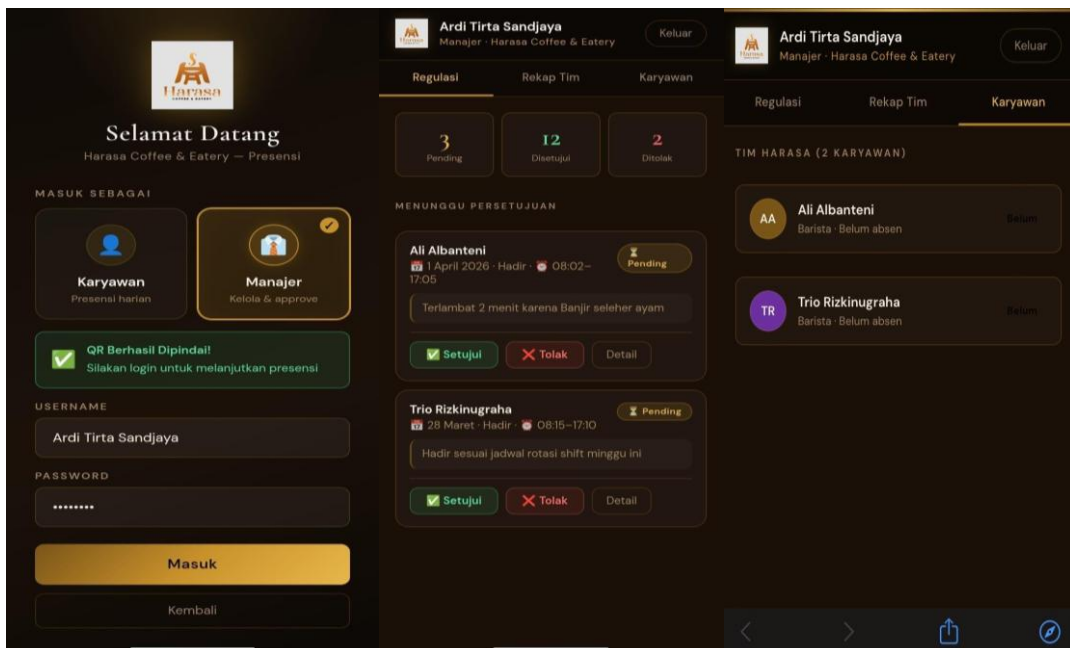 Harasa
COFFEE & EATERY
Selamat Datang
Harasa Coffee & Eatery — Presensi
MASUK SEBAGAI
Karyawan
Presensi harian
Manajer
Kelola & approve
QR Berhasil Dipindai!
Silakan login untuk melanjutkan presensi
USERNAME
Ardi Tirta Sandjaya
PASSWORD
••••••••
Masuk
Kembali
Harasa
Ardi Tirta Sandjaya
Manajer · Harasa Coffee & Eatery
Keluar
Regulasi
Rekap Tim
Karyawan
3
Pending
12
Disetujui
2
Ditolak
MENUNGGU PERSETUJUAN
Ali Albanteni
1 April 2026 · Hadir · 08:02–
17:05
Pending
Terlambat 2 menit karena Banjir seleher ayam
Setujui
Tolak
Detail
Trio Rizkinugraha
28 Maret · Hadir · 08:15–17:10
Pending
Hadir sesuai jadwal rotasi shift minggu ini
Setujui
Tolak
Detail
Harasa
Ardi Tirta Sandjaya
Manajer · Harasa Coffee & Eatery
Keluar
Regulasi
Rekap Tim
Karyawan
TIM HARASA (2 KARYAWAN)
AA
Ali Albanteni
Barista · Belum absen
Belum
TR
Trio Rizkinugraha
Barista · Belum absen
Belum